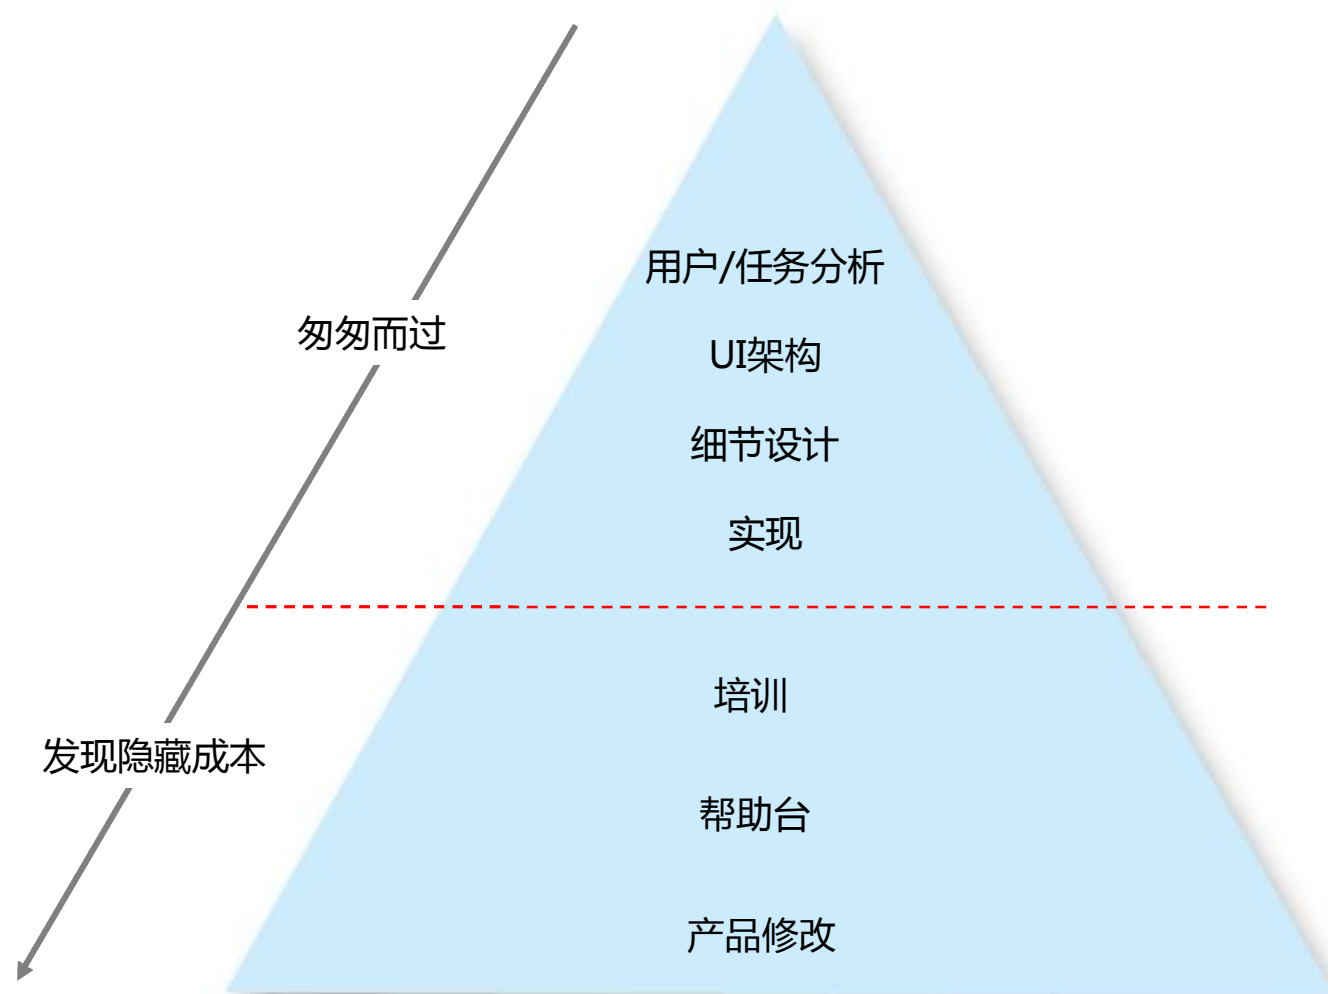 用户/任务分析
匆匆而过
UI架构
细节设计
实现
培训
发现隐藏成本
帮助台
产品修改